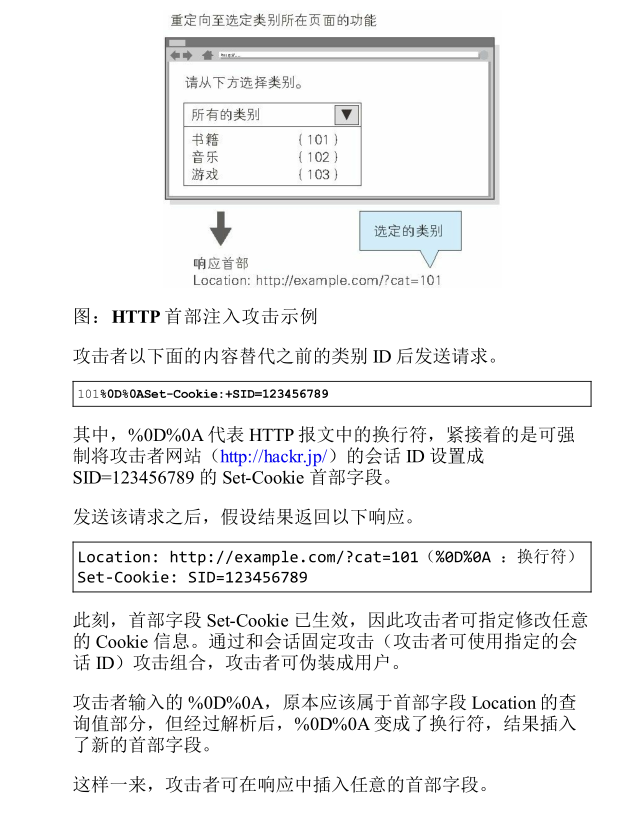 重定向至选定类别所在页面的功能
请从下方选择类别。
所有的类别 ▼
书籍 ( 101 )
音乐 ( 102 )
游戏 ( 103 )
选定的类别
响应首部
Location: http://example.com/?cat=101
图：HTTP 首部注入攻击示例
攻击者以下面的内容替代之前的类别 ID 后发送请求。
101%0D%0ASet-Cookie:+SID=123456789
其中，%0D%0A 代表 HTTP 报文中的换行符，紧接着的是可强
制将攻击者网站（http://hackr.jp/）的会话 ID 设置成
SID=123456789 的 Set-Cookie 首部字段。
发送该请求之后，假设结果返回以下响应。
Location: http://example.com/?cat=101（%0D%0A ：换行符）
Set-Cookie: SID=123456789
此刻，首部字段 Set-Cookie 已生效，因此攻击者可指定修改任意
的 Cookie 信息。通过和会话固定攻击（攻击者可使用指定的会
话 ID）攻击组合，攻击者可伪装成用户。
攻击者输入的 %0D%0A，原本应该属于首部字段 Location 的查
询值部分，但经过解析后，%0D%0A 变成了换行符，结果插入
了新的首部字段。
这样一来，攻击者可在响应中插入任意的首部字段。